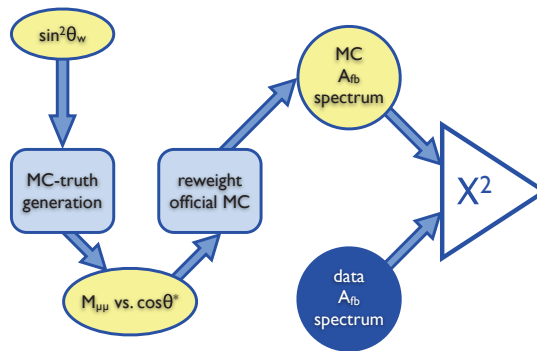 sin²θw
MC-truth
generation
Mμμ vs. cosθ*
reweight
official MC
MC
Afb
spectrum
data
Afb
spectrum
X²